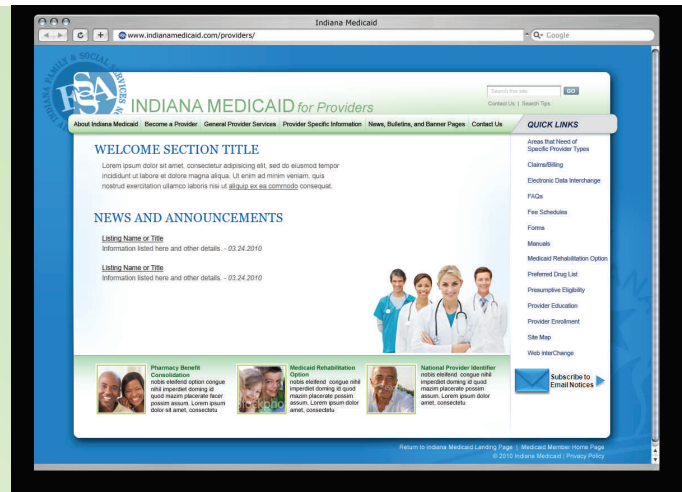 Indiana Medicaid
www.indianamedicaid.com/providers/
Google
INDIANA FAMILY & SOCIAL SERVICES
FSSA
INDIANA MEDICAID for Providers
Search the site
GO
Contact Us | Search Tips
About Indiana Medicaid Become a Provider General Provider Services Provider Specific Information News, Bulletins, and Banner Pages Contact Us
QUICK LINKS
WELCOME SECTION TITLE
Lorem ipsum dolor sit amet, consectetur adipisicing elit, sed do eiusmod tempor
incididunt ut labore et dolore magna aliqua. Ut enim ad minim veniam, quis
nostrud exercitation ullamco laboris nisi ut aliquip ex ea commodo consequat.
NEWS AND ANNOUNCEMENTS
Listing Name or Title
Information listed here and other details. - 03.24.2010
Listing Name or Title
Information listed here and other details. - 03.24.2010
Areas that Need of
Specific Provider Types
Claims/Billing
Electronic Data Interchange
FAQs
Fee Schedules
Forms
Manuals
Medicaid Rehabilitation Option
Preferred Drug List
Presumptive Eligibility
Provider Education
Provider Enrollment
Site Map
Web interChange
Subscribe to
Email Notices
Pharmacy Benefit
Consolidation
nobis eleifend option congue
nihil imperdiet doming id
quod mazim placerate facer
possim assum. Lorem ipsum
dolor sit amet, consectetu
Medicaid Rehabilitation
Option
nobis eleifend congue nihil
imperdiet doming id quod
mazim placerate possim
assum. Lorem ipsum dolor
amet, consectetu
National Provider Identifier
nobis eleifend congue nihil
imperdiet doming id quod
mazim placerate possim
assum. Lorem ipsum dolor
amet, consectetu
Return to Indiana Medicaid Landing Page | Medicaid Member Home Page
© 2010 Indiana Medicaid | Privacy Policy